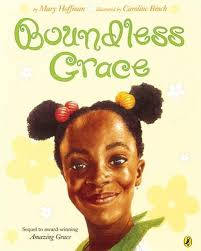 by Mary Hoffman illustrated by Caroline Binch
Boundless
Grace
Sequel to award-winning
Amazing Grace